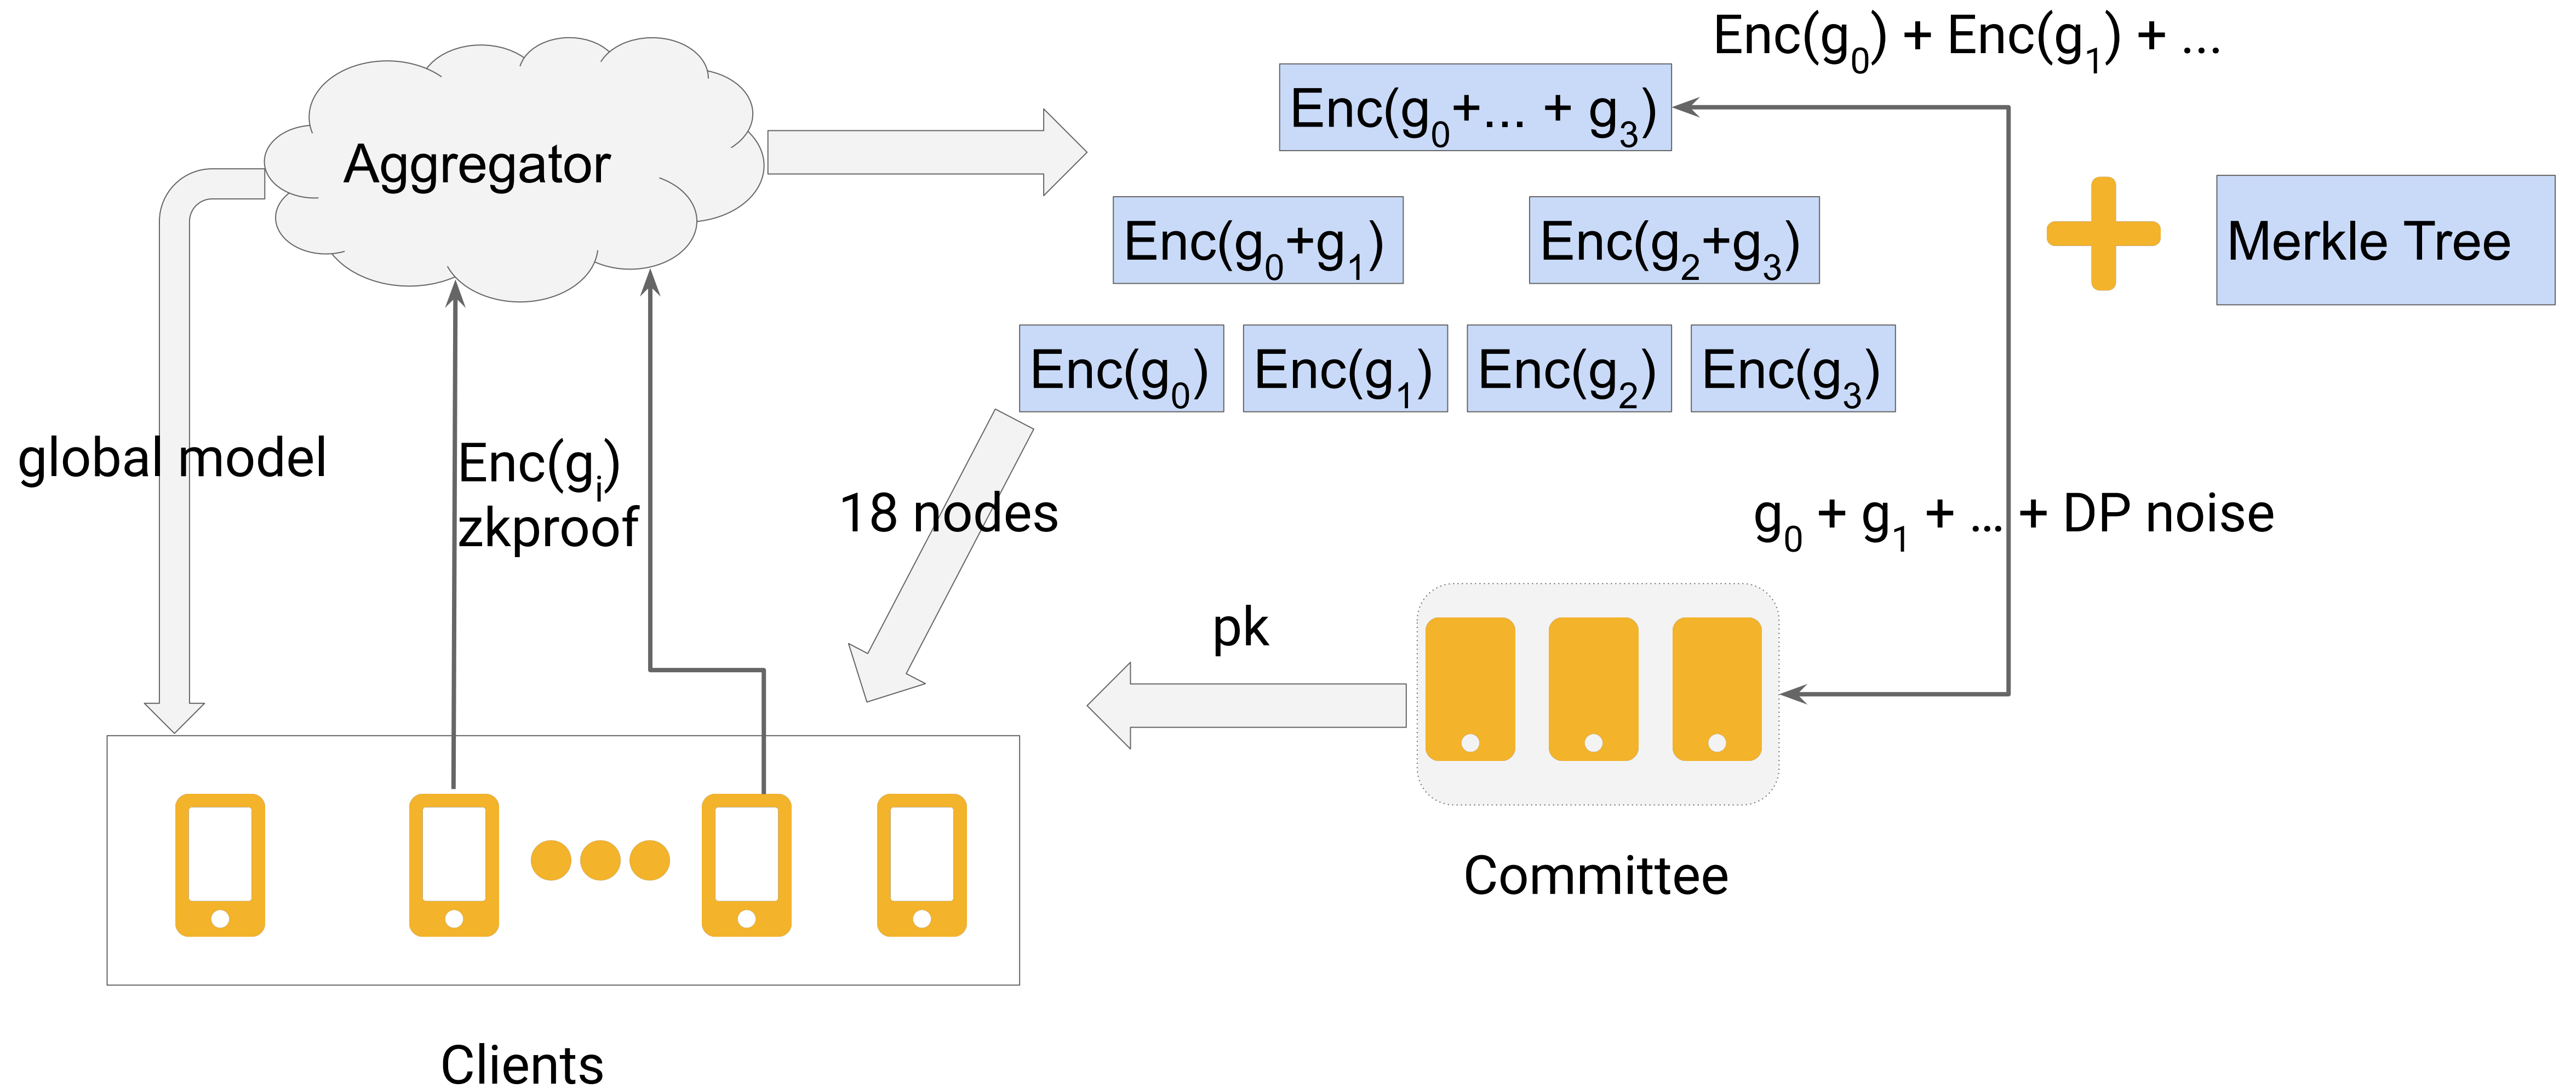 Enc(g₀) + Enc(g₁) + ...
Enc(g₀+... + g₃)
Aggregator
Enc(g₀+g₁)
Enc(g₂+g₃)
Merkle Tree
Enc(g₀)
Enc(g₁)
Enc(g₂)
Enc(g₃)
global model
Enc(gᵢ)
zkproof
18 nodes
g₀ + g₁ + ... + DP noise
pk
Committee
Clients